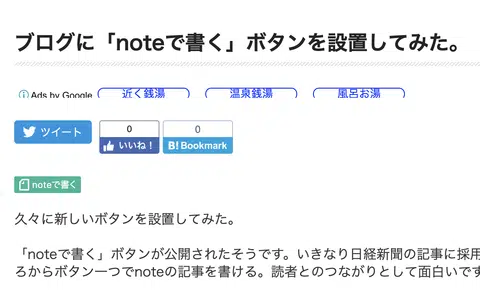 ブログに「noteで書く」ボタンを設置してみた。
Ads by Google 近く銭湯 温泉銭湯 風呂お湯
ツイート 0 いいね！ 0 B!Bookmark
noteで書く
久々に新しいボタンを設置してみた。
「noteで書く」ボタンが公開されたそうです。いきなり日経新聞の記事に採用
ろからボタン一つでnoteの記事を書ける。読者とのつながりとして面白いです